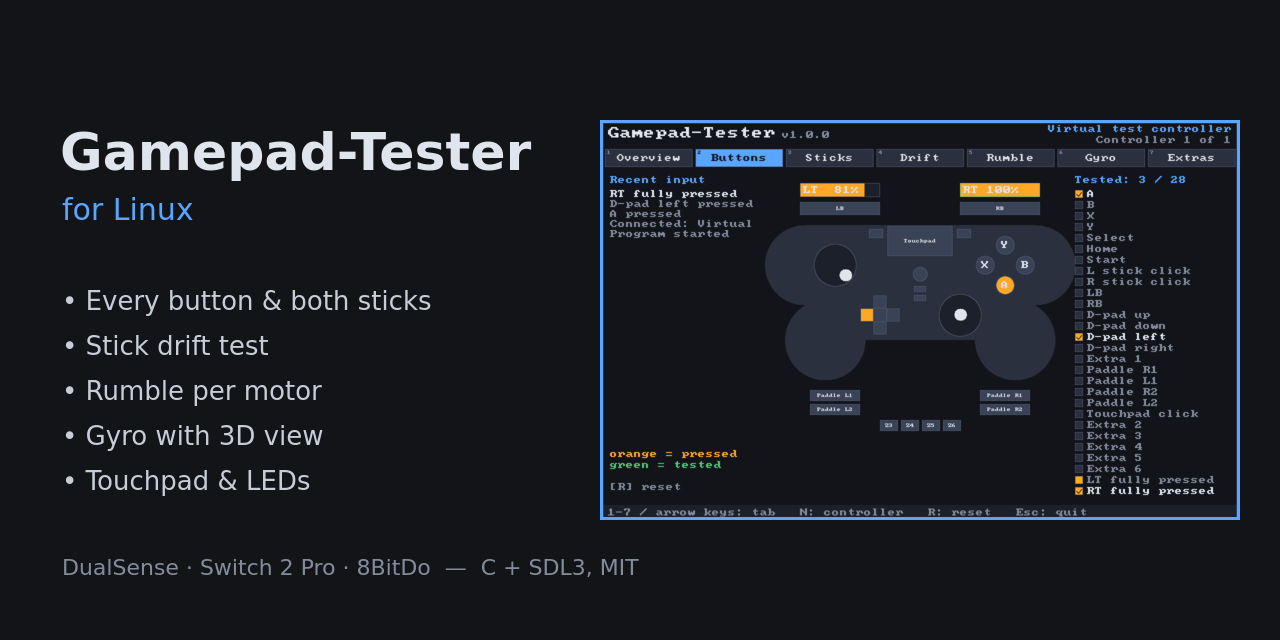 Gamepad-Tester
for Linux
• Every button & both sticks
• Stick drift test
• Rumble per motor
• Gyro with 3D view
• Touchpad & LEDs
DualSense · Switch 2 Pro · 8BitDo — C + SDL3, MIT
Gamepad-Tester v1.0.0
Virtual test controller
Controller 1 of 1
1 Overview 2 Buttons 3 Sticks 4 Drift 5 Rumble 6 Gyro 7 Extras
Recent input
RT fully pressed
D-pad left pressed
A pressed
Connected: Virtual
Program started
LT 81% RT 100%
LB RB
Touchpad
Y
X B
A
Paddle L1 Paddle R1
Paddle L2 Paddle R2
23 24 25 26
orange = pressed
green = tested
[R] reset
Tested: 3 / 28
A
B
X
Y
Select
Home
Start
L stick click
R stick click
LB
RB
D-pad up
D-pad down
D-pad left
D-pad right
Extra 1
Paddle R1
Paddle L1
Paddle R2
Paddle L2
Touchpad click
Extra 2
Extra 3
Extra 4
Extra 5
Extra 6
LT fully pressed
RT fully pressed
1-7 / arrow keys: tab N: controller R: reset Esc: quit